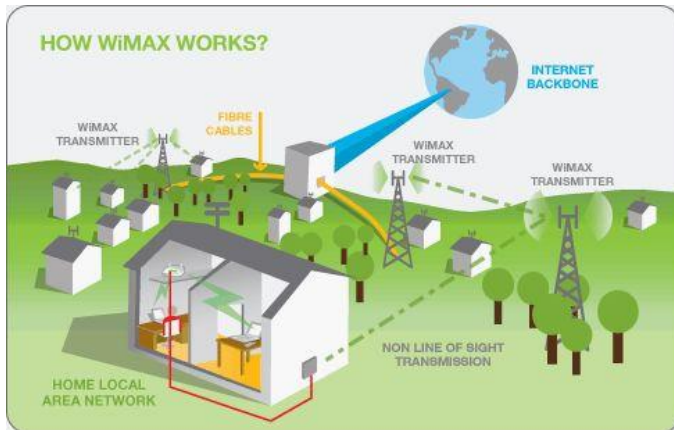 HOW WiMAX WORKS?
INTERNET
BACKBONE
FIBRE
CABLES
WiMAX
TRANSMITTER
WiMAX
TRANSMITTER
WiMAX
TRANSMITTER
NON LINE OF SIGHT
TRANSMISSION
HOME LOCAL
AREA NETWORK